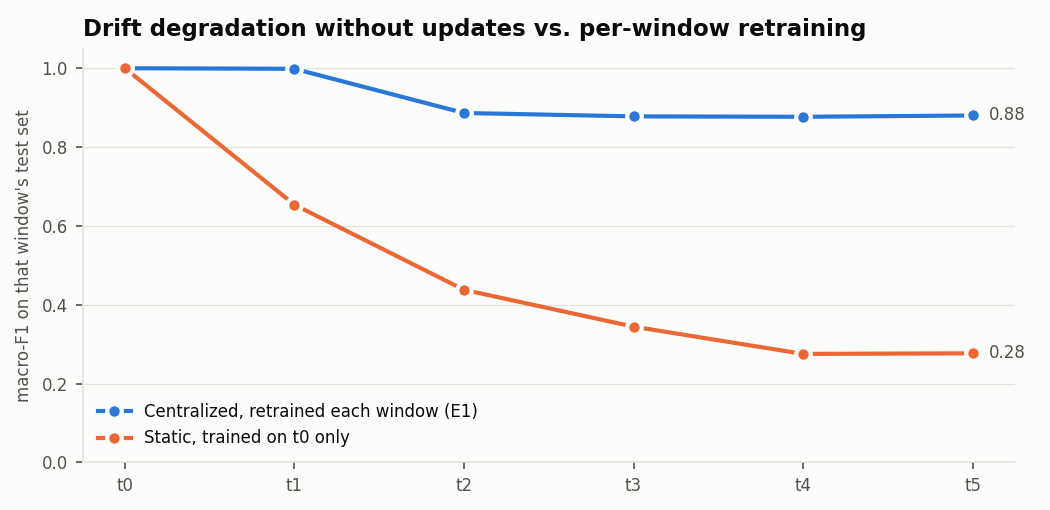 Drift degradation without updates vs. per-window retraining
macro-F1 on that window's test set
1.0
0.8
0.6
0.4
0.2
0.0
0.88
0.28
Centralized, retrained each window (E1)
Static, trained on t0 only
t0 t1 t2 t3 t4 t5